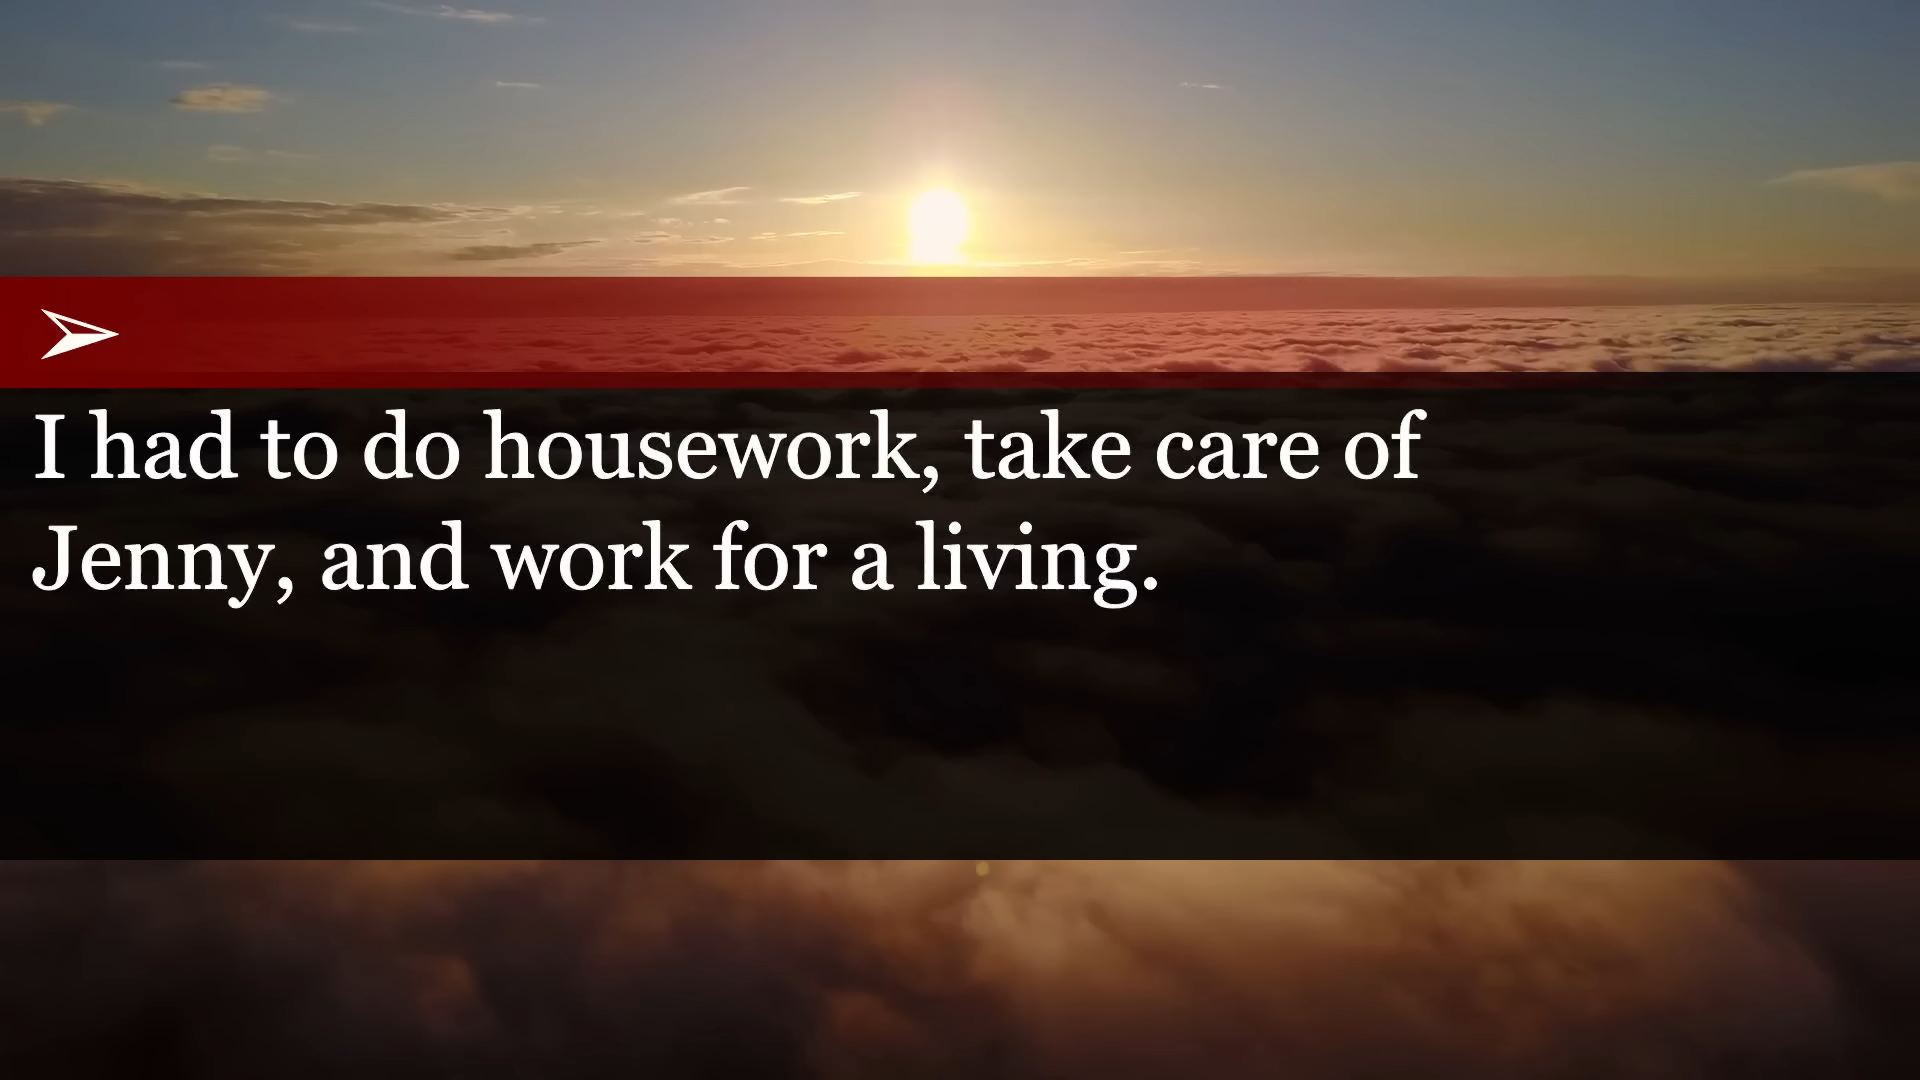 I had to do housework, take care of
Jenny, and work for a living.